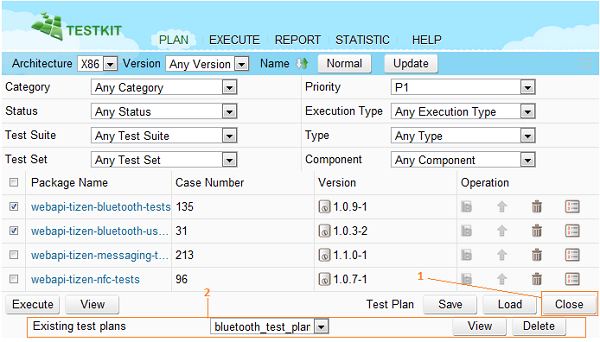 TESTKIT
PLAN EXECUTE REPORT STATISTIC HELP
Architecture X86 Version Any Version Name Normal Update
Category Any Category Priority P1
Status Any Status Execution Type Any Execution Type
Test Suite Any Test Suite Type Any Type
Test Set Any Test Set Component Any Component
Package Name Case Number Version Operation
webapi-tizen-bluetooth-tests 135 1.0.9-1
webapi-tizen-bluetooth-us... 31 1.0.3-2
webapi-tizen-messaging-t... 213 1.1.0-1
webapi-tizen-nfc-tests 96 1.0.7-1
1
Execute View Test Plan Save Load Close
2
Existing test plans bluetooth_test_plan View Delete